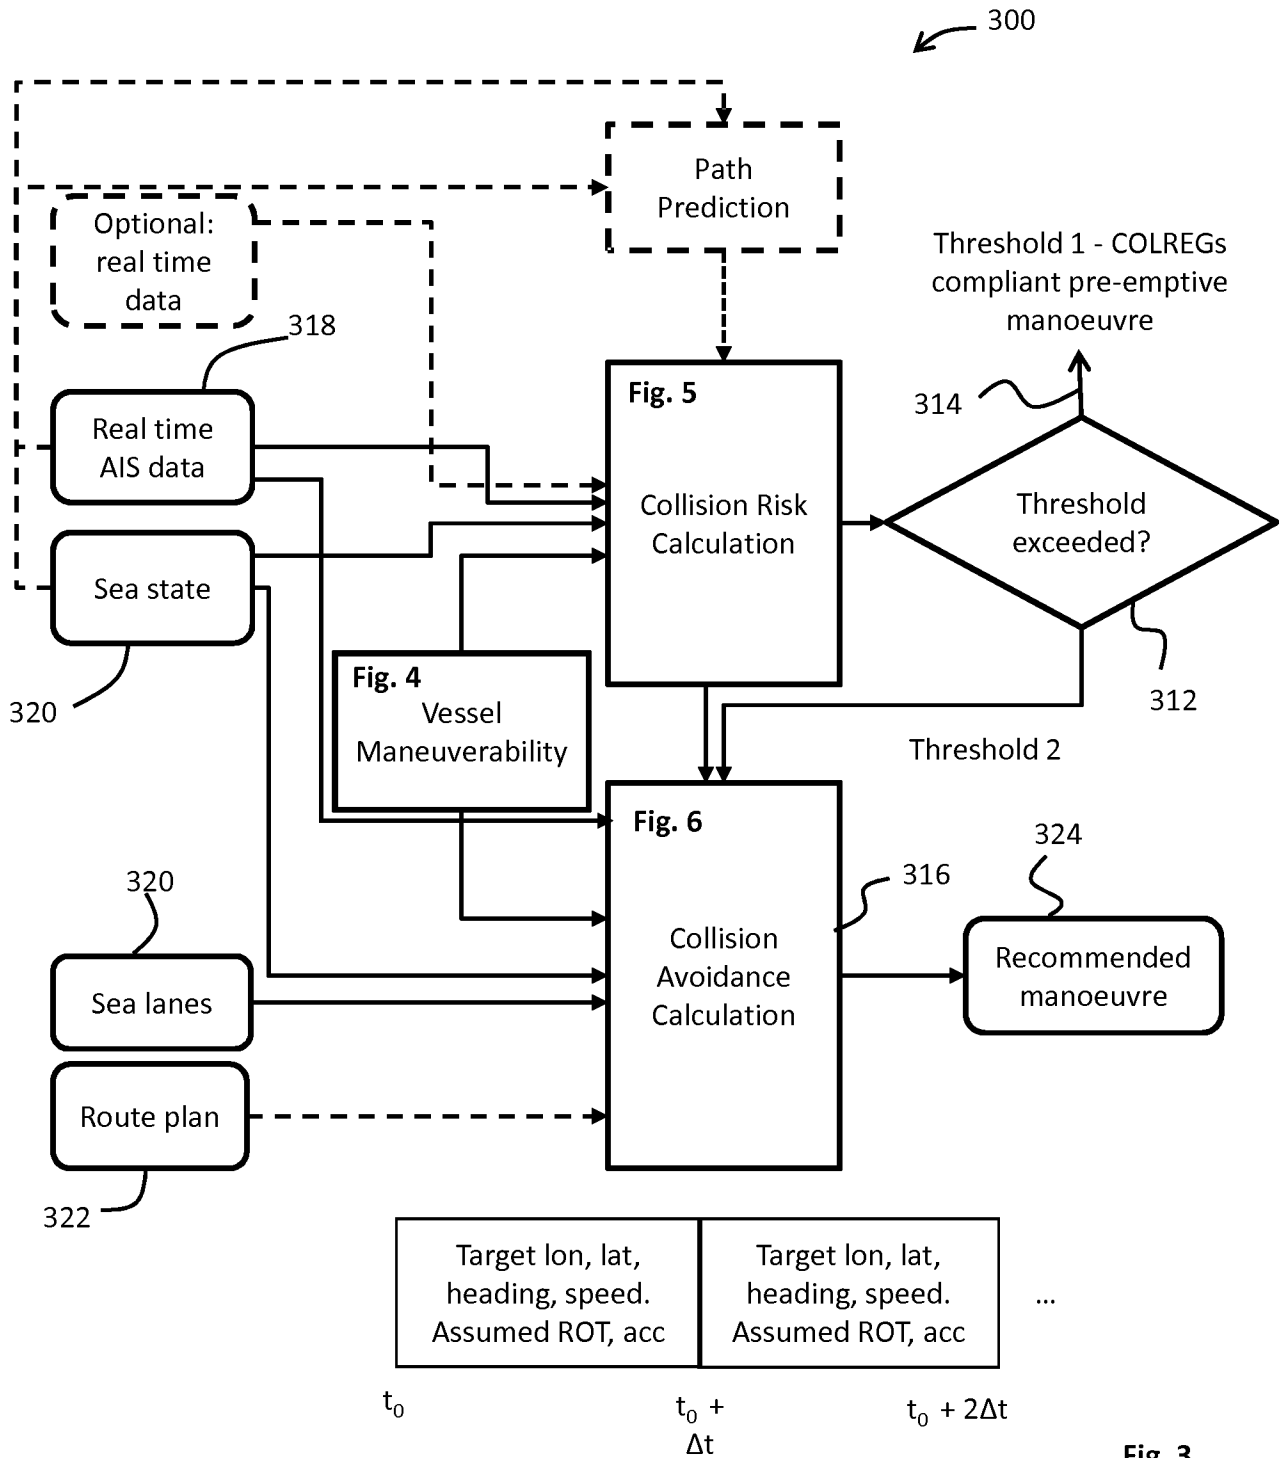 300
Path
Prediction
Optional:
real time
data
Threshold 1 - COLREGs
compliant pre-emptive
manoeuvre
318
Fig. 5
314
Real time
AIS data
Collision Risk
Calculation
Threshold
exceeded?
Sea state
320
Fig. 4
Vessel
Maneuverability
312
Threshold 2
Fig. 6
324
320
316
Collision
Avoidance
Calculation
Recommended
manoeuvre
Sea lanes
Route plan
322
Target lon, lat,
heading, speed.
Assumed ROT, acc
Target lon, lat,
heading, speed.
Assumed ROT, acc
...
t₀
t₀ +
Δt
t₀ + 2Δt
Fig. 3